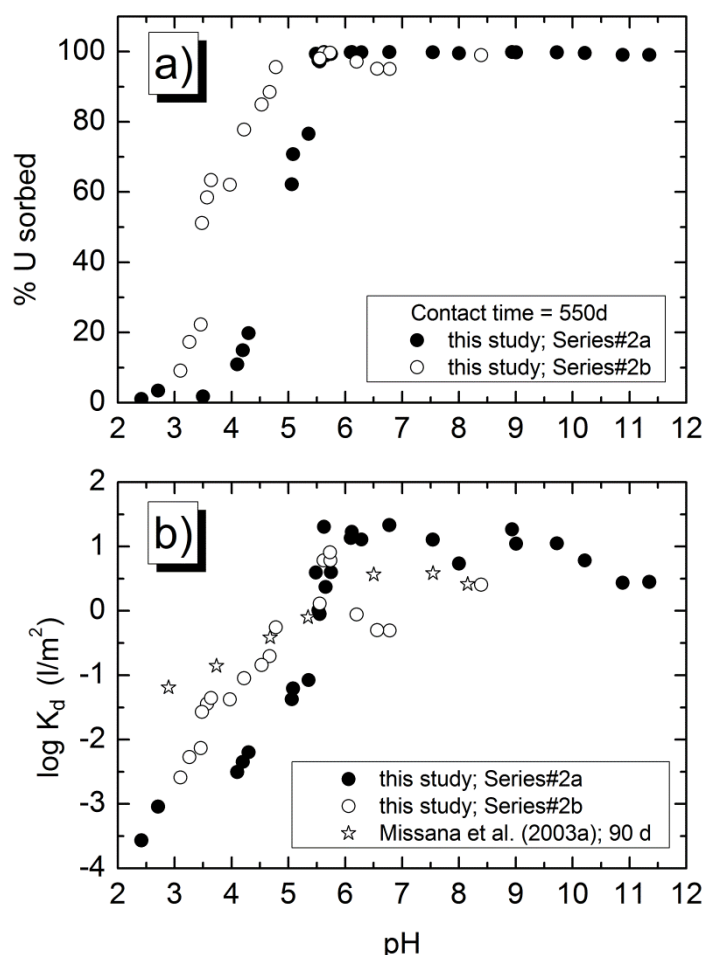 a)
100
80
60
40
20
0
% U sorbed
Contact time = 550d
this study; Series#2a
this study; Series#2b
2 3 4 5 6 7 8 9 10 11 12
b)
2
1
0
-1
-2
-3
-4
log Kd (l/m2)
this study; Series#2a
this study; Series#2b
Missana et al. (2003a); 90 d
2 3 4 5 6 7 8 9 10 11 12
pH